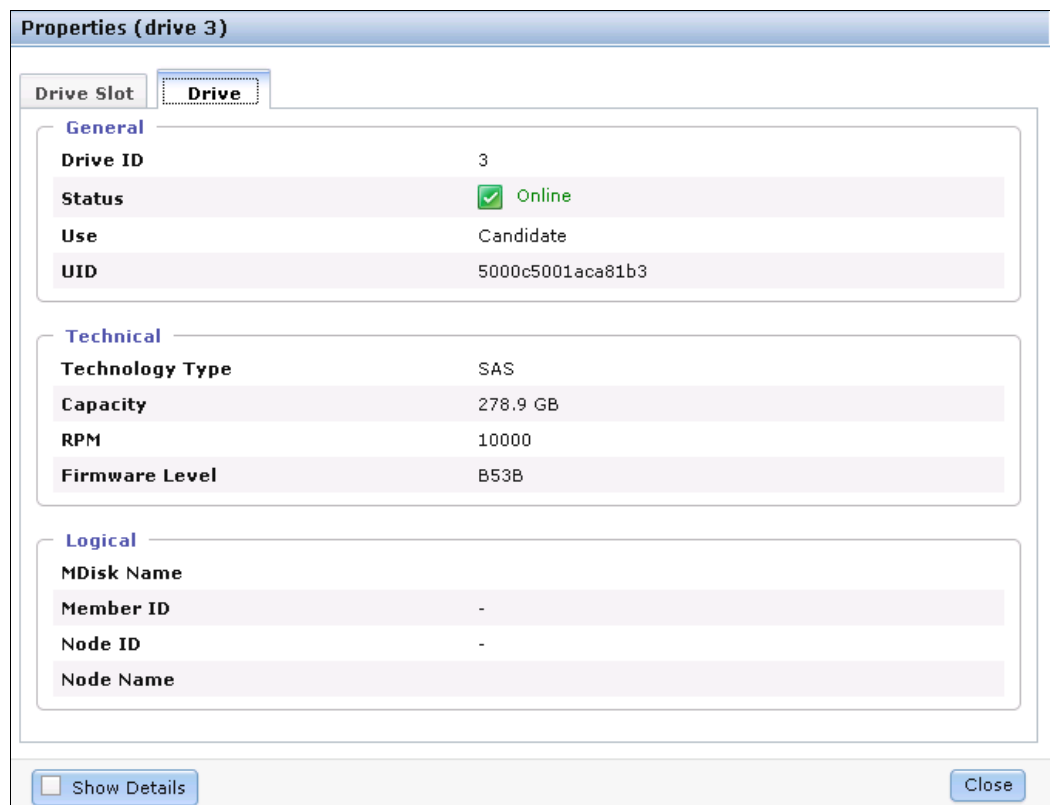 Properties (drive 3)
Drive Slot Drive
General
Drive ID 3
Status Online
Use Candidate
UID 5000c5001aca81b3
Technical
Technology Type SAS
Capacity 278.9 GB
RPM 10000
Firmware Level B53B
Logical
MDisk Name
Member ID -
Node ID -
Node Name
Show Details Close